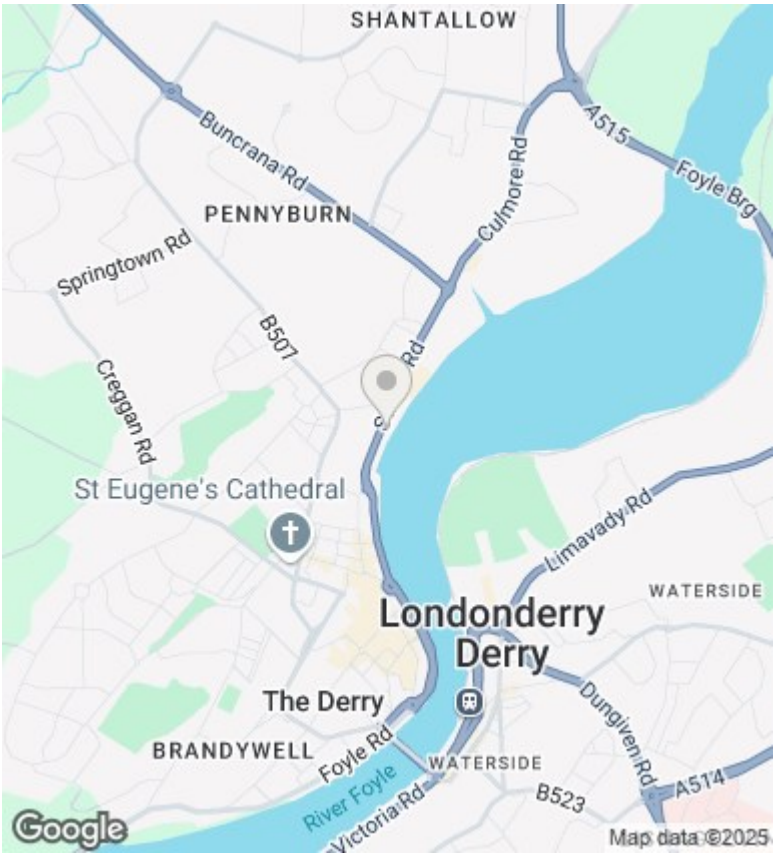 SHANTALLOW
A515
Foyle Brg
Buncrana Rd
Culmore Rd
PENNYBURN
Springtown Rd
B507
Rd
Creggan Rd
St Eugene's Cathedral
Limavady Rd
WATERSIDE
Londonderry
Derry
The Derry
Dungiven Rd
BRANDYWELL
Foyle Rd
WATERSIDE
River Foyle
Victoria Rd
B523
A514
Google
Map data ©2025